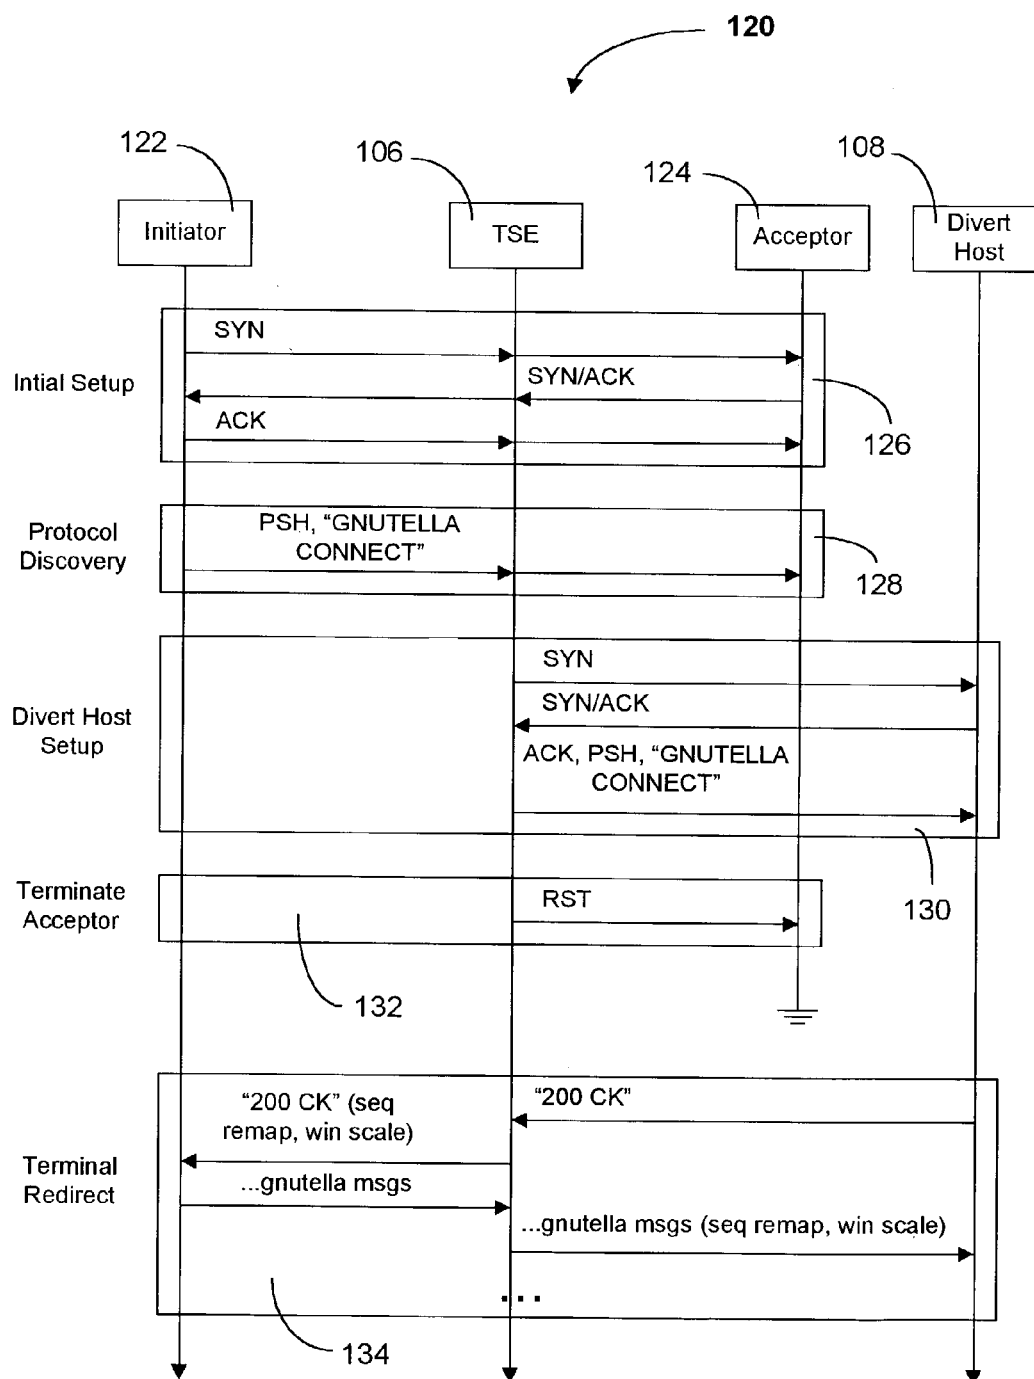 120
122
106
124
108
Initiator
TSE
Acceptor
Divert
Host
SYN
Intial Setup
SYN/ACK
ACK
126
Protocol
Discovery
PSH, “GNUTELLA
CONNECT”
128
SYN
Divert Host
Setup
SYN/ACK
ACK, PSH, “GNUTELLA
CONNECT”
130
Terminate
Acceptor
RST
132
“200 CK” (seq
remap, win scale)
“200 CK”
Terminal
Redirect
...gnutella msgs
...gnutella msgs (seq remap, win scale)
...
134